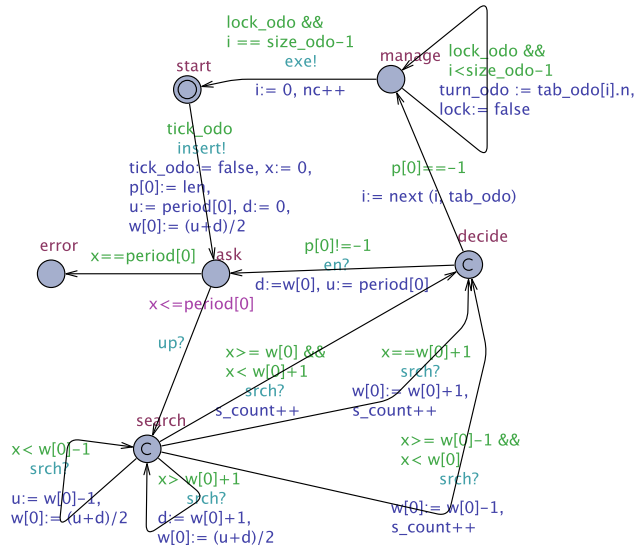 lock_odo &&
i == size_odo-1
exe!
i:= 0, nc++
start
manage
lock_odo &&
i<size_odo-1
turn_odo := tab_odo[i].n,
lock:= false
tick_odo
insert!
tick_odo:= false, x:= 0,
p[0]:= len,
u:= period[0], d:= 0,
w[0]:= (u+d)/2
p[0]==-1
i:= next (i, tab_odo)
error
x==period[0]
ask
x<=period[0]
p[0]!=-1
en?
d:=w[0], u:= period[0]
decide
C
up?
x>= w[0] &&
x< w[0]+1
srch?
s_count++
x==w[0]+1
srch?
w[0]:= w[0]+1,
s_count++
x>= w[0]-1 &&
x< w[0]
srch?
w[0]:= w[0]-1,
s_count++
search
C
x< w[0]-1
srch?
u:= w[0]-1,
w[0]:= (u+d)/2
x> w[0]+1
srch?
d:= w[0]+1,
w[0]:= (u+d)/2